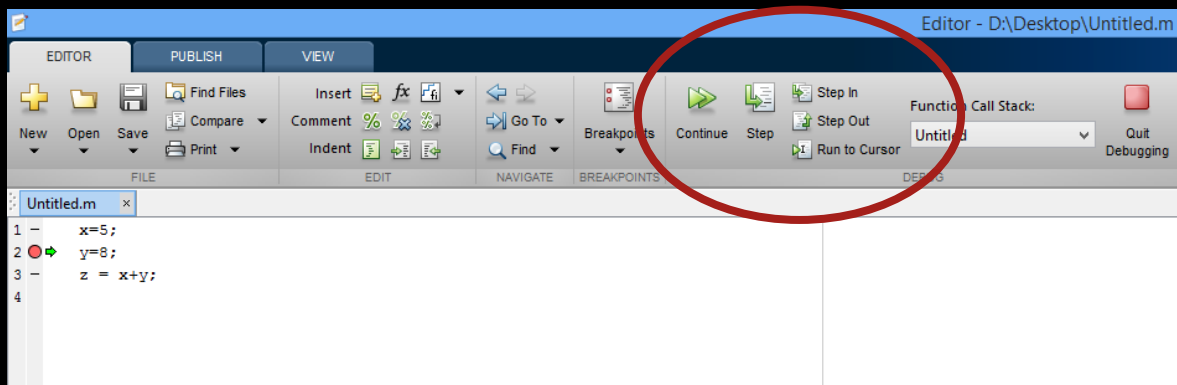 Editor - D:\Desktop\Untitled.m
EDITOR PUBLISH VIEW
New Open Save Find Files Compare Print
FILE
Insert fx fi
Comment % %
Indent
EDIT
Go To
Find
NAVIGATE
Breakpoints
BREAKPOINTS
Continue Step
Step In
Step Out
Run to Cursor
Function Call Stack:
Untitled
Quit
Debugging
DEBUG
Untitled.m ×
1 - x=5;
2 y=8;
3 - z = x+y;
4